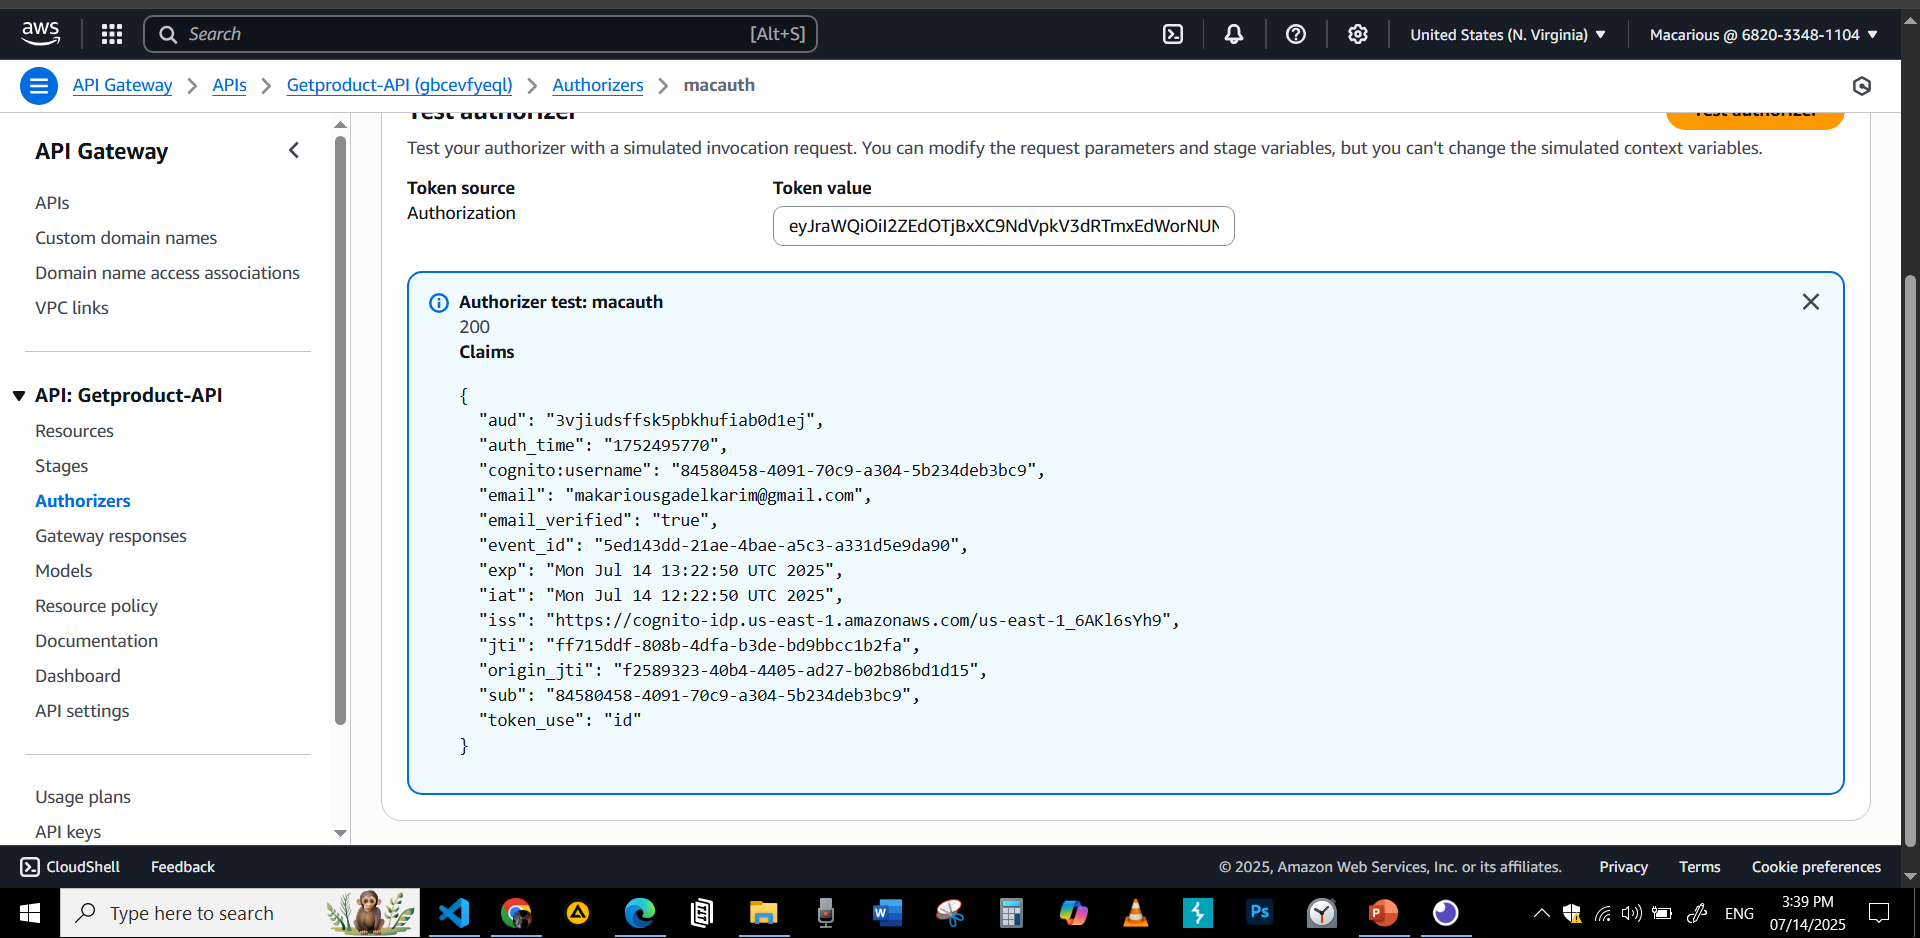 aws
Search
[Alt+S]
United States (N. Virginia)
Macarious @ 6820-3348-1104
API Gateway
APIs
Getproduct-API (gbcevfyeql)
Authorizers
macauth
API Gateway
APIs
Custom domain names
Domain name access associations
VPC links
API: Getproduct-API
Resources
Stages
Authorizers
Gateway responses
Models
Resource policy
Documentation
Dashboard
API settings
Usage plans
API keys
Test authorizer
Test authorizer
Test your authorizer with a simulated invocation request. You can modify the request parameters and stage variables, but you can't change the simulated context variables.
Token source
Authorization
Token value
eyJraWQiOiI2ZEdOTjBxXC9NdVpkV3dRTmxEdWorNUN
Authorizer test: macauth
200
Claims
{
"aud": "3vjiudsffsk5pbkhufiab0d1ej",
"auth_time": "1752495770",
"cognito:username": "84580458-4091-70c9-a304-5b234deb3bc9",
"email": "makariousgadelkarim@gmail.com",
"email_verified": "true",
"event_id": "5ed143dd-21ae-4bae-a5c3-a331d5e9da90",
"exp": "Mon Jul 14 13:22:50 UTC 2025",
"iat": "Mon Jul 14 12:22:50 UTC 2025",
"iss": "https://cognito-idp.us-east-1.amazonaws.com/us-east-1_6AKl6sYh9",
"jti": "ff715ddf-808b-4dfa-b3de-bd9bbcc1b2fa",
"origin_jti": "f2589323-40b4-4405-ad27-b02b86bd1d15",
"sub": "84580458-4091-70c9-a304-5b234deb3bc9",
"token_use": "id"
}
CloudShell
Feedback
© 2025, Amazon Web Services, Inc. or its affiliates.
Privacy
Terms
Cookie preferences
Type here to search
ENG
3:39 PM
07/14/2025